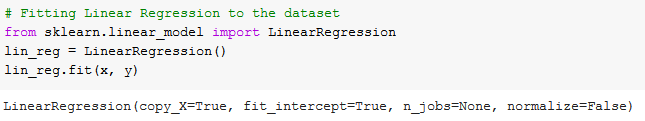 # Fitting Linear Regression to the dataset
from sklearn.linear_model import LinearRegression
lin_reg = LinearRegression()
lin_reg.fit(x, y)
LinearRegression(copy_X=True, fit_intercept=True, n_jobs=None, normalize=False)